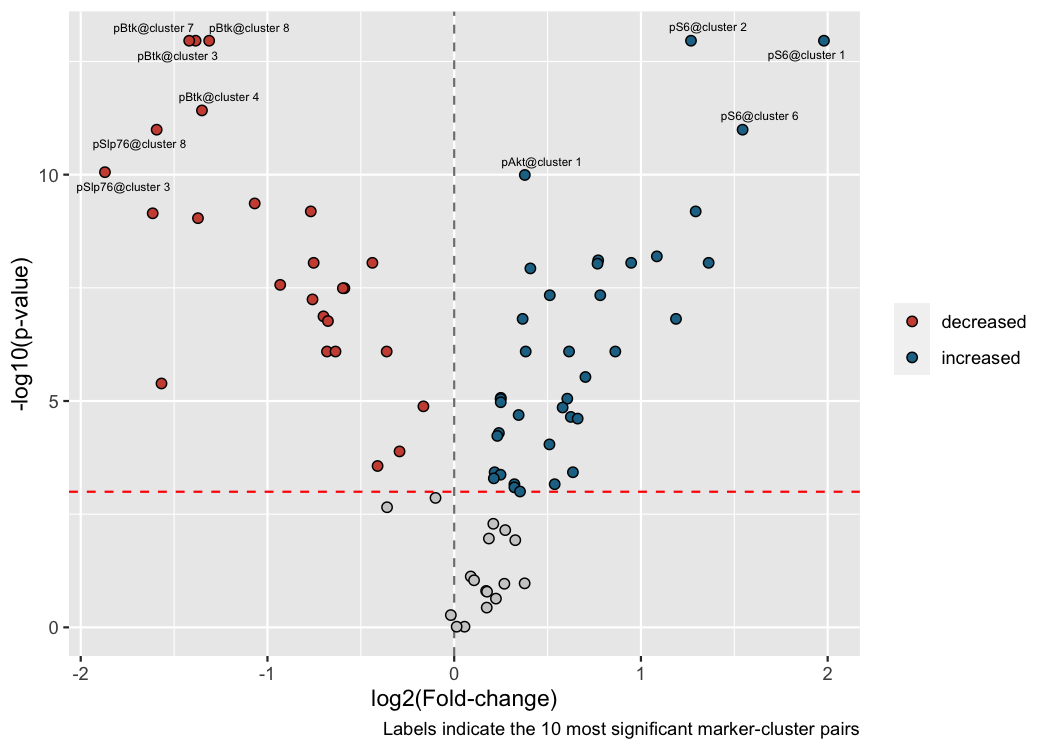 pBtk@cluster 7
pBtk@cluster 8
pS6@cluster 2
pBtk@cluster 3
pS6@cluster 1
pBtk@cluster 4
pS6@cluster 6
pSlp76@cluster 8
pAkt@cluster 1
pSlp76@cluster 3
10
5
0
-log10(p-value)
-2
-1
0
1
2
log2(Fold-change)
decreased
increased
Labels indicate the 10 most significant marker-cluster pairs